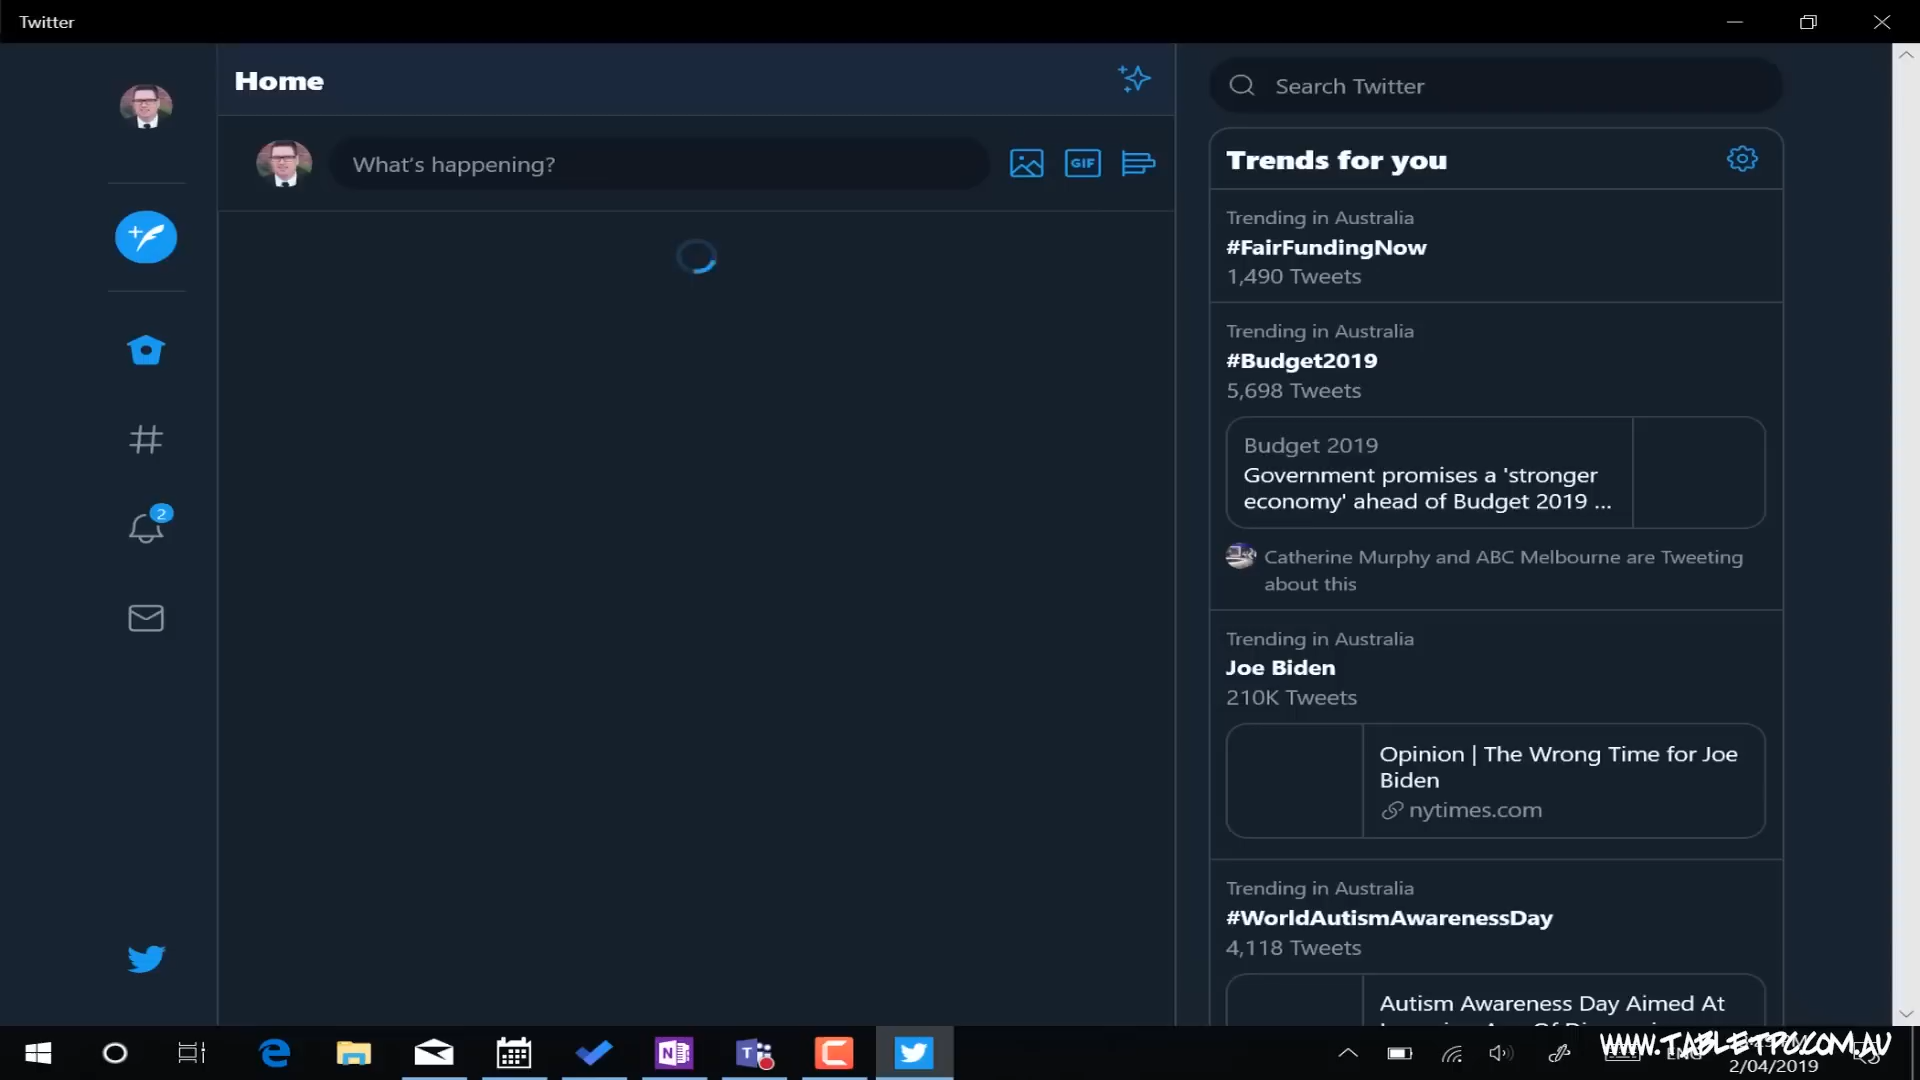 Twitter
Home
What's happening?
GIF
2
Search Twitter
Trends for you
Trending in Australia
#FairFundingNow
1,490 Tweets
Trending in Australia
#Budget2019
5,698 Tweets
Budget 2019
Government promises a 'stronger
economy' ahead of Budget 2019 ...
Catherine Murphy and ABC Melbourne are Tweeting
about this
Trending in Australia
Joe Biden
210K Tweets
Opinion | The Wrong Time for Joe
Biden
nytimes.com
Trending in Australia
#WorldAutismAwarenessDay
4,118 Tweets
Autism Awareness Day Aimed At
WWW.TABLETPC.COM.AU
2/04/2019